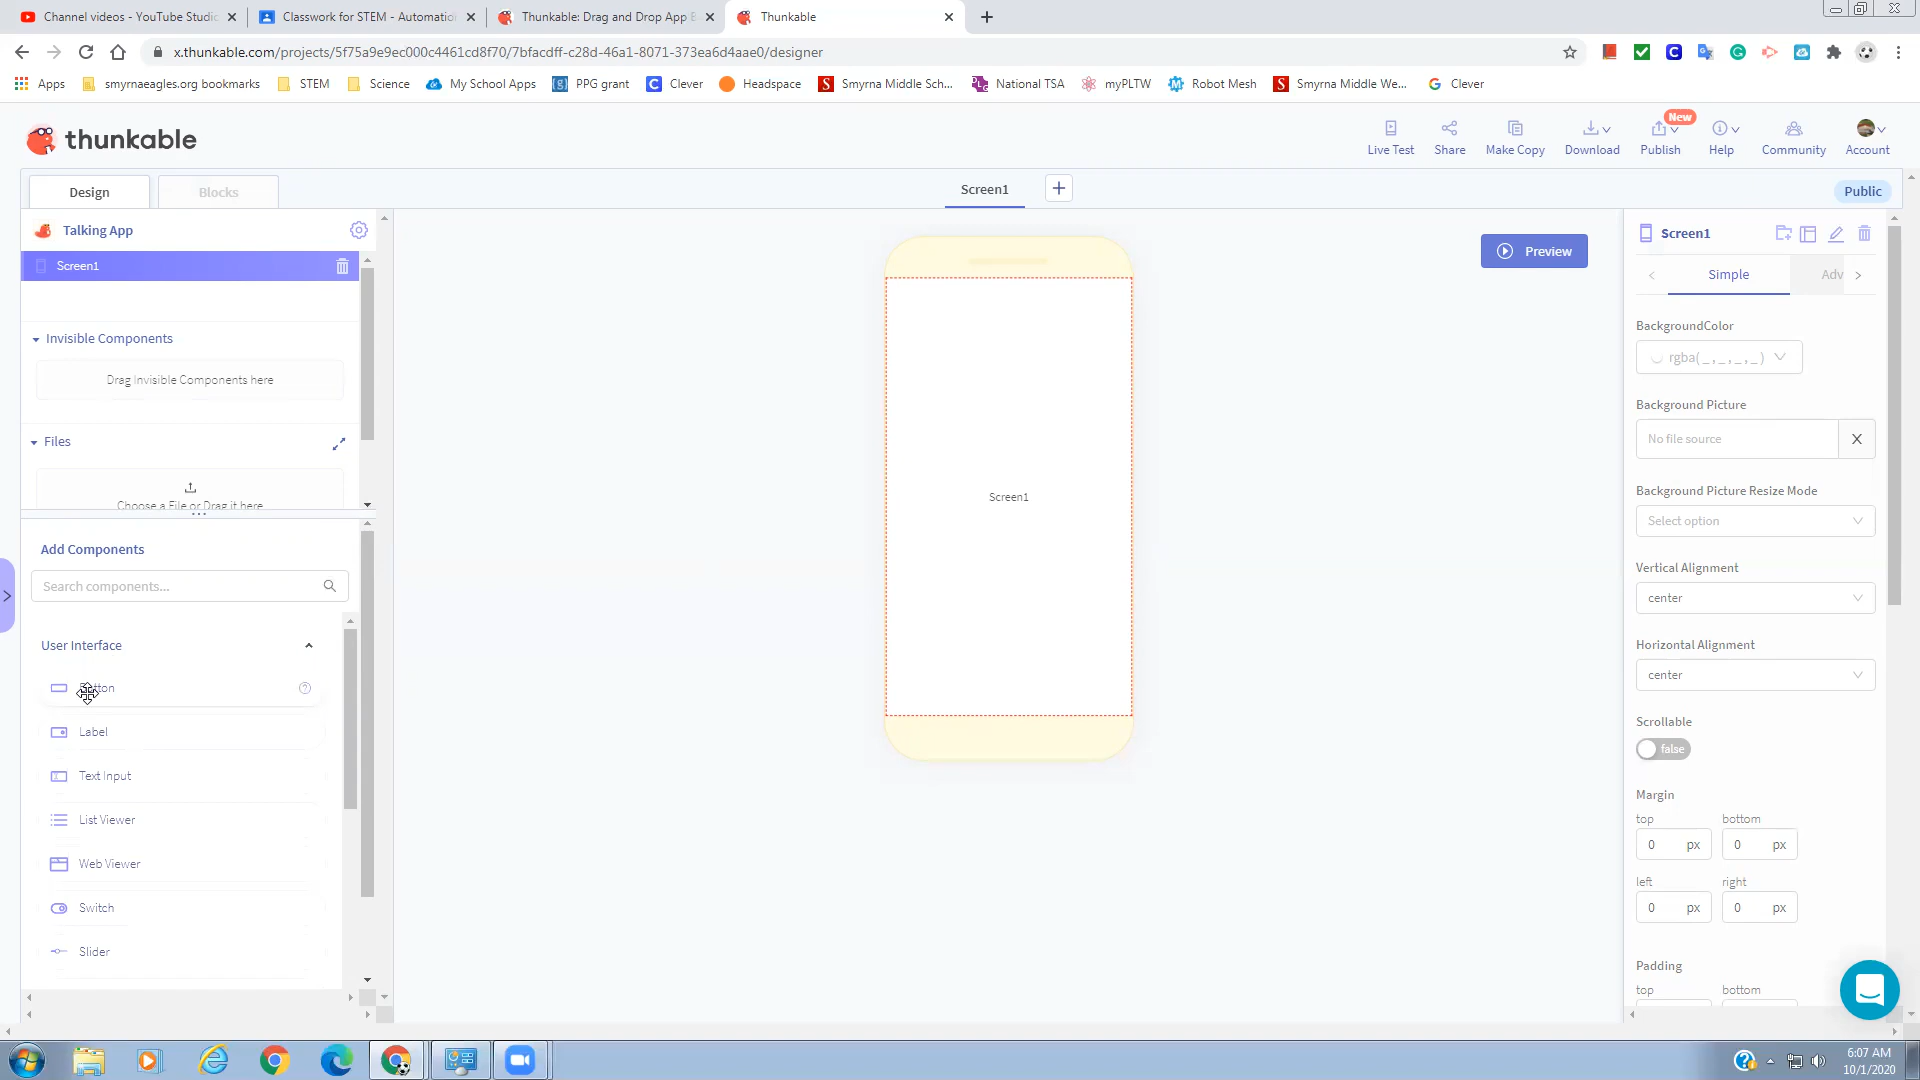 Channel videos - YouTube Studio
Classwork for STEM - Automation
Thunkable: Drag and Drop App B
Thunkable
x.thunkable.com/projects/5f75a9e9ec000c4461cd8f70/7bfacdff-c28d-46a1-8071-373ea6d4aae0/designer
Apps
smyrnaeagles.org bookmarks
STEM
Science
My School Apps
PPG grant
Clever
Headspace
Smyrna Middle Sch...
National TSA
myPLTW
Robot Mesh
Smyrna Middle We...
Clever
thunkable
Live Test
Share
Make Copy
Download
New
Publish
Help
Community
Account
Design
Blocks
Screen1
Public
Talking App
Screen1
Invisible Components
Drag Invisible Components here
Files
Choose a File or Drag it here
Add Components
Search components...
User Interface
Button
Label
Text Input
List Viewer
Web Viewer
Switch
Slider
Screen1
Preview
Screen1
Simple
Adv
BackgroundColor
rgba( _ , _ , _ , _ )
Background Picture
No file source
X
Background Picture Resize Mode
Select option
Vertical Alignment
center
Horizontal Alignment
center
Scrollable
false
Margin
top bottom
0 px 0 px
left right
0 px 0 px
Padding
top bottom
6:07 AM
10/1/2020